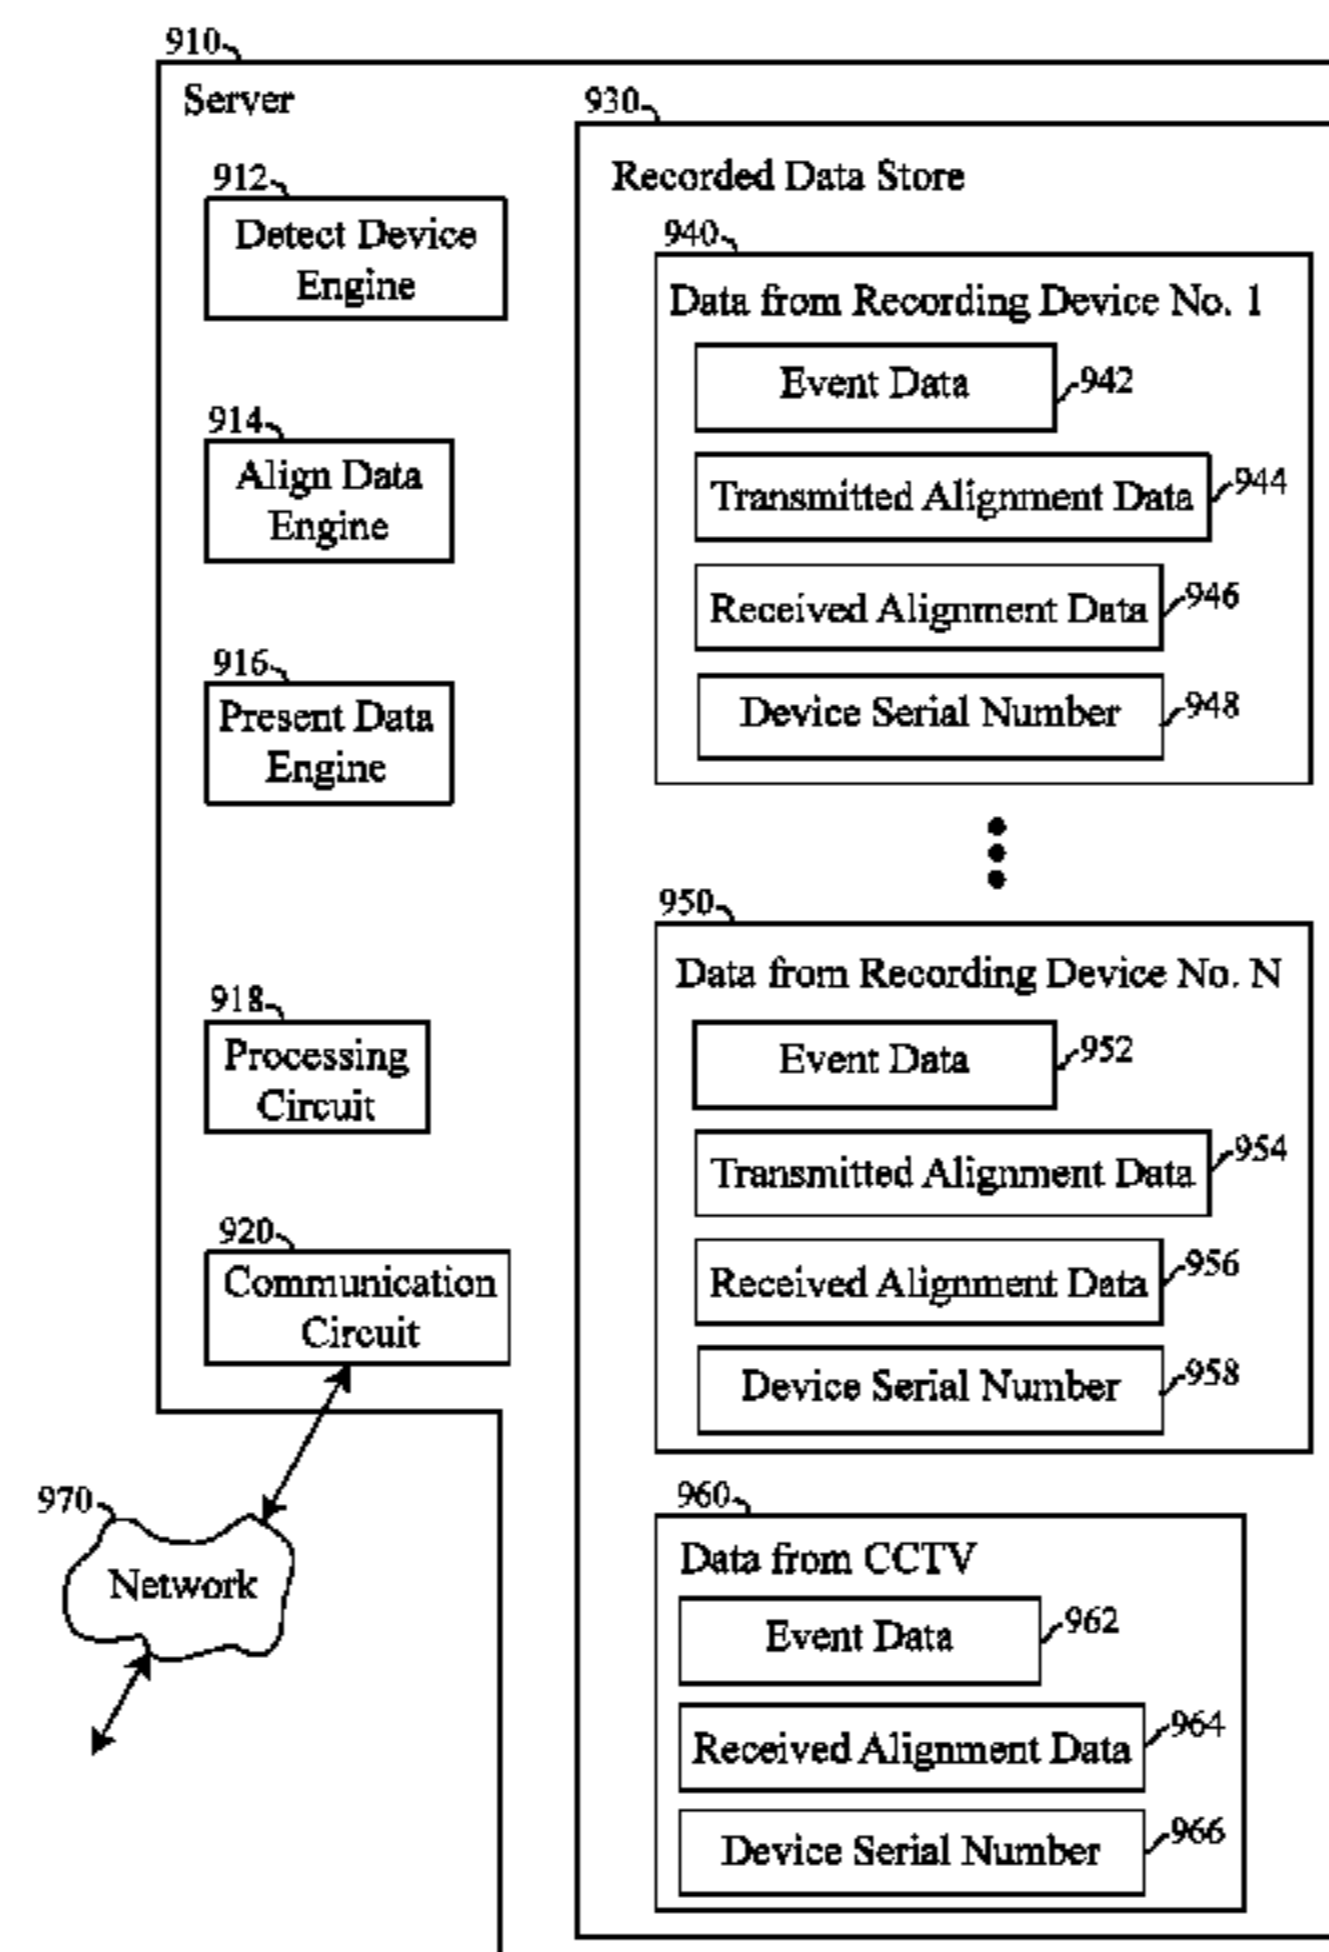 910
Server
912
Detect Device
Engine
914
Align Data
Engine
916
Present Data
Engine
918
Processing
Circuit
920
Communication
Circuit
970
Network
930
Recorded Data Store
940
Data from Recording Device No. 1
Event Data
942
Transmitted Alignment Data
944
Received Alignment Data
946
Device Serial Number
948
950
Data from Recording Device No. N
Event Data
952
Transmitted Alignment Data
954
Received Alignment Data
956
Device Serial Number
958
960
Data from CCTV
Event Data
962
Received Alignment Data
964
Device Serial Number
966